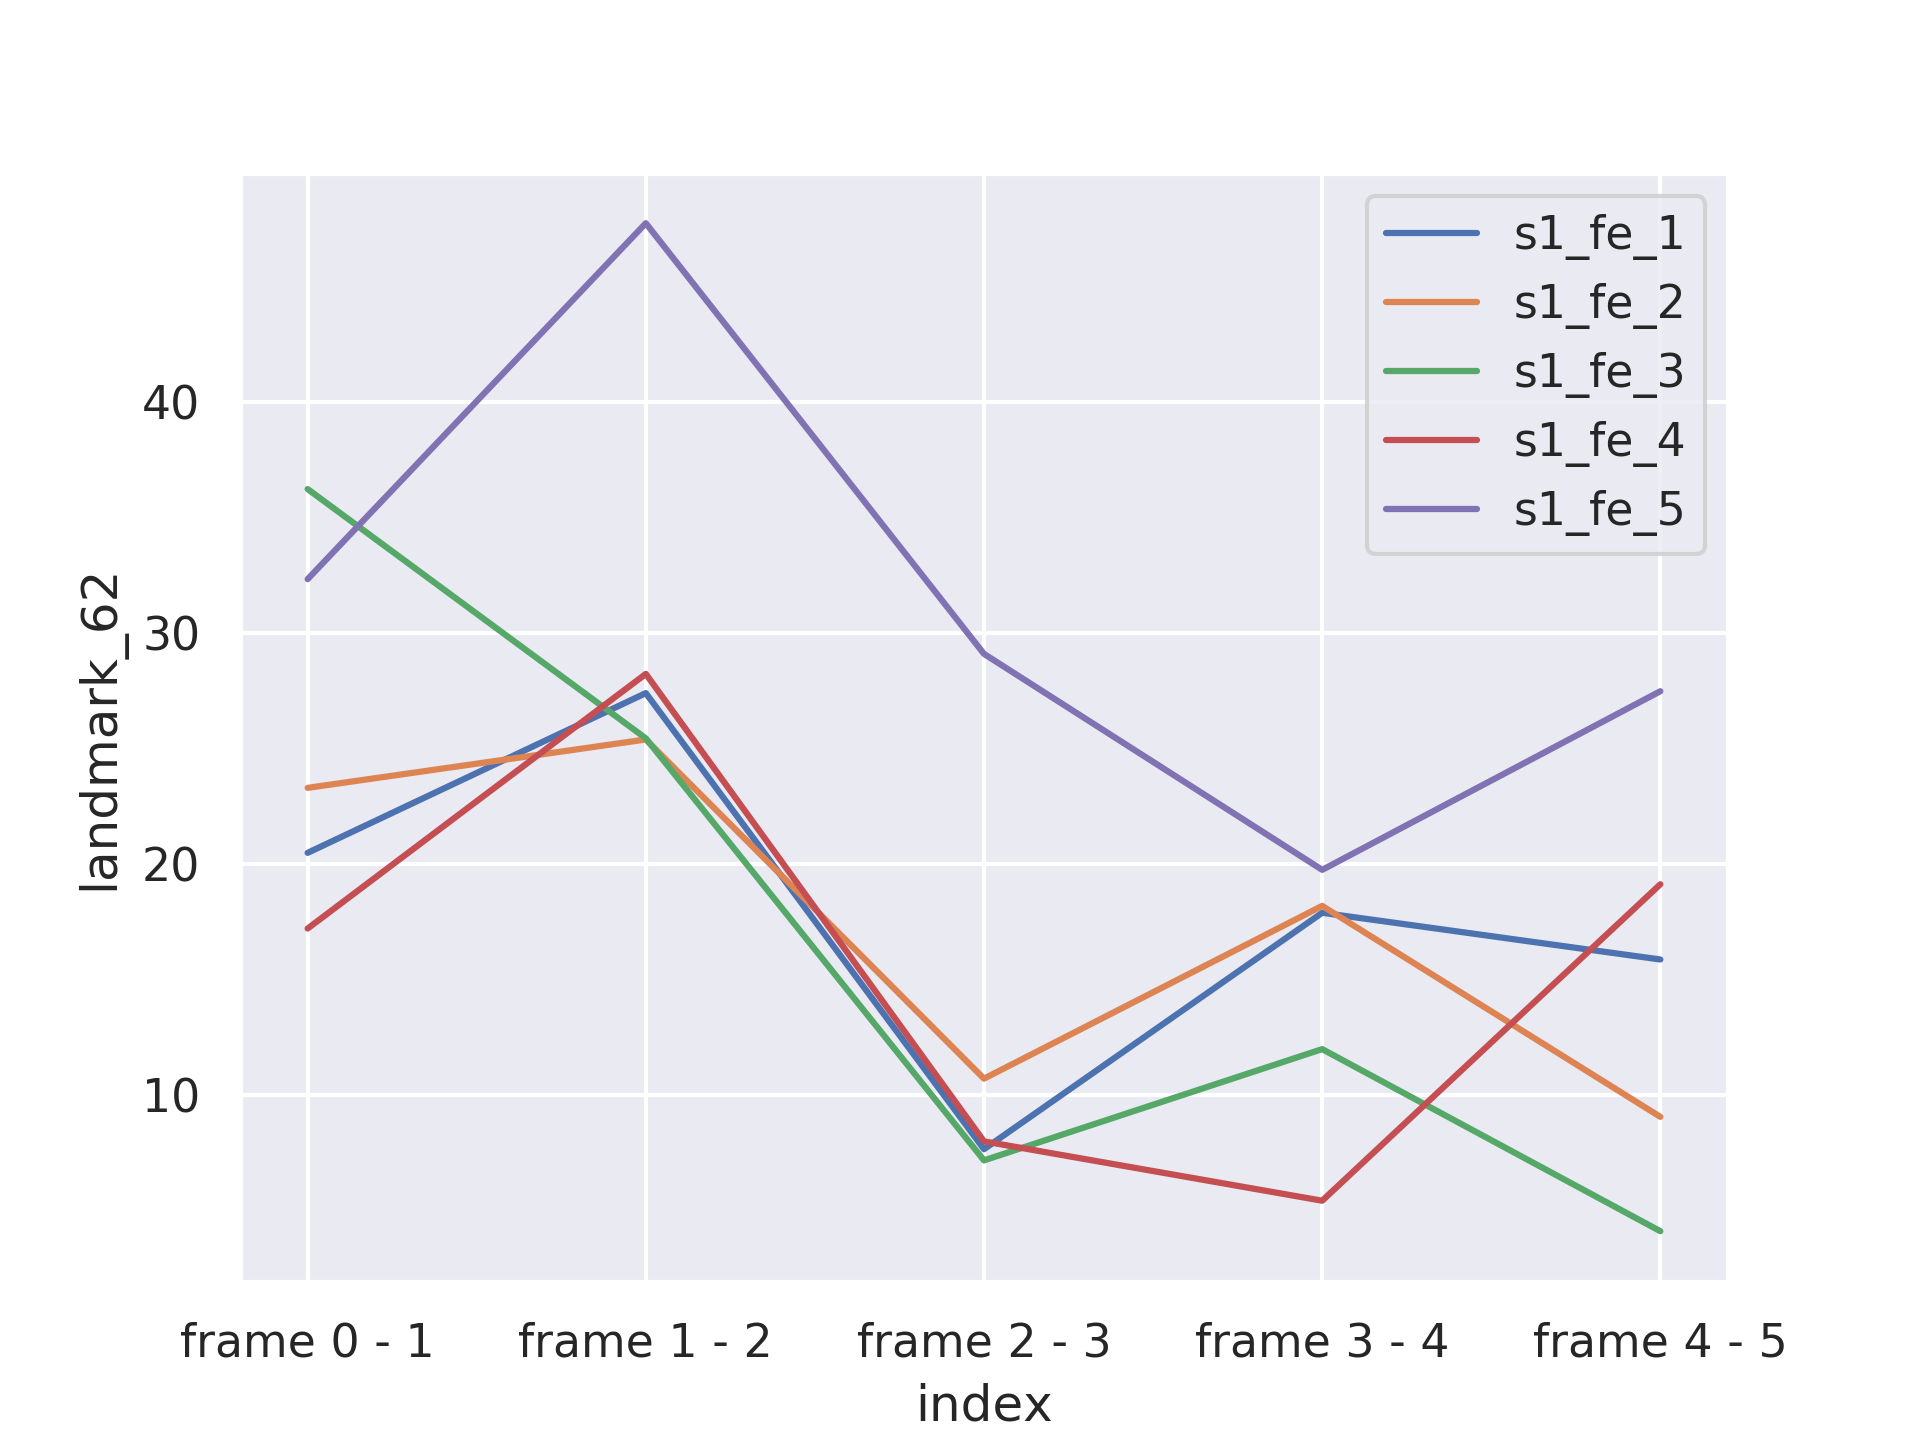 s1_fe_1
s1_fe_2
s1_fe_3
s1_fe_4
s1_fe_5
landmark_62
40
30
20
10
frame 0 - 1
frame 1 - 2
frame 2 - 3
frame 3 - 4
frame 4 - 5
index